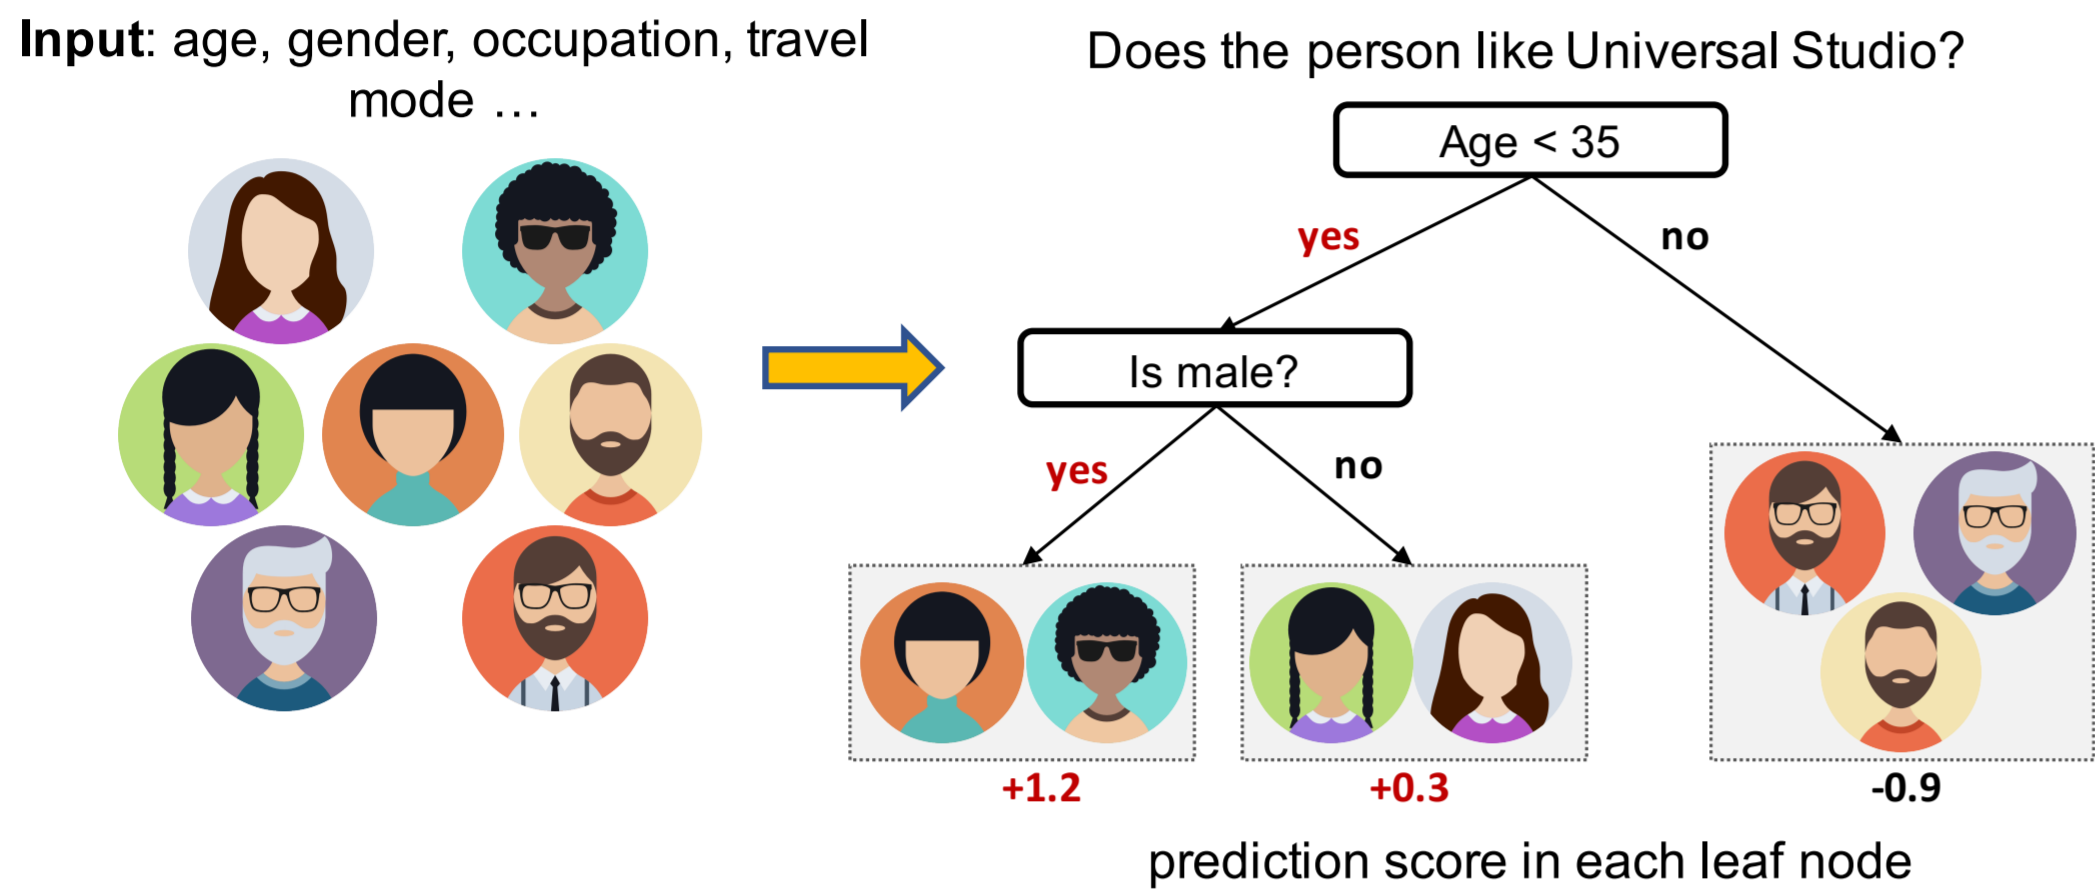 Input: age, gender, occupation, travel
mode …
Does the person like Universal Studio?
Age < 35
yes
no
Is male?
yes
no
+1.2
+0.3
-0.9
prediction score in each leaf node